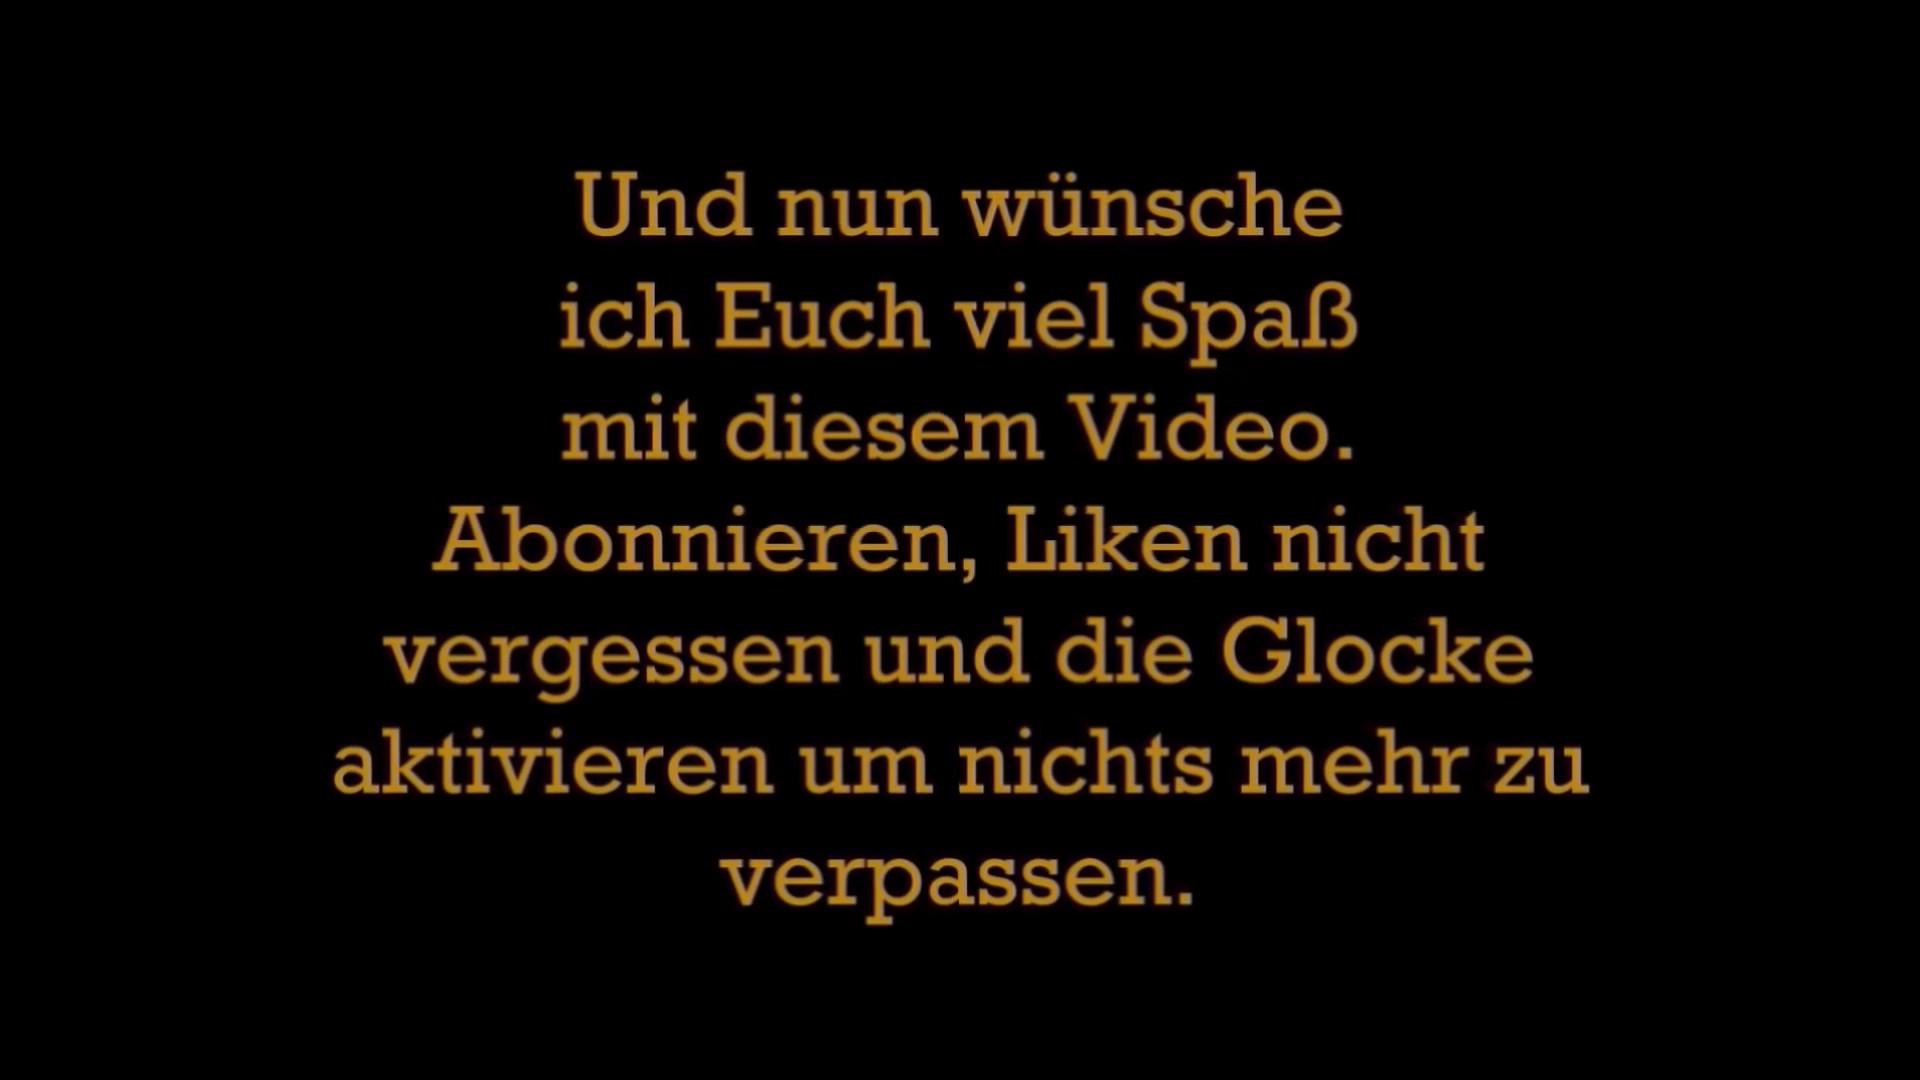 Und nun wünsche
ich Euch viel Spaß
mit diesem Video.
Abonnieren, Liken nicht
vergessen und die Glocke
aktivieren um nichts mehr zu
verpassen.